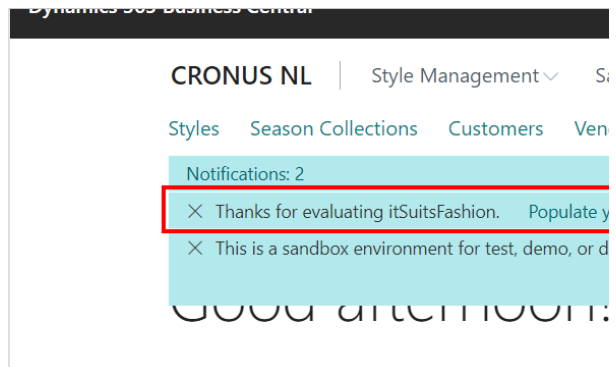 Dynamics 365 Business Central
CRONUS NL Style Management
Styles Season Collections Customers
Notifications: 2
Thanks for evaluating itSuitsFashion. Populate
This is a sandbox environment for test, demo, or
Good afternoon.